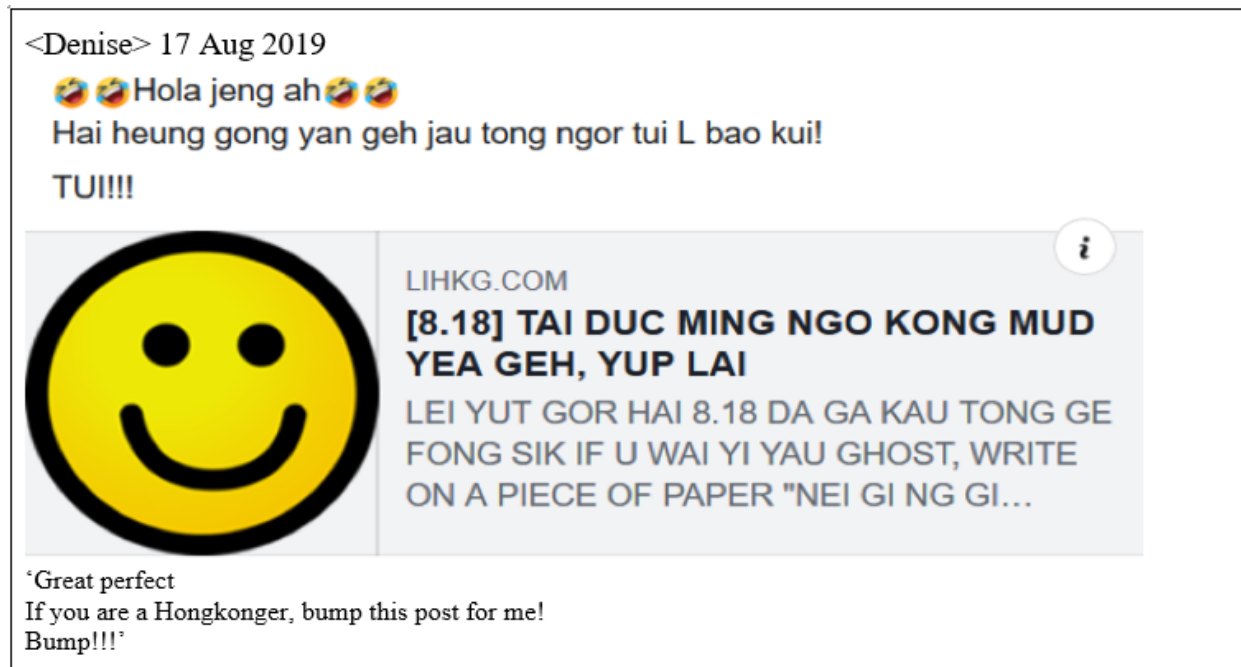 <Denise> 17 Aug 2019
🤣🤣Hola jeng ah🤣🤣
Hai heung gong yan geh jau tong ngor tui L bao kui!
TUI!!!
i
LIHKG.COM
[8.18] TAI DUC MING NGO KONG MUD
YEA GEH, YUP LAI
LEI YUT GOR HAI 8.18 DA GA KAU TONG GE
FONG SIK IF U WAI YI YAU GHOST, WRITE
ON A PIECE OF PAPER "NEI GI NG GI...
‘Great perfect
If you are a Hongkonger, bump this post for me!
Bump!!!’